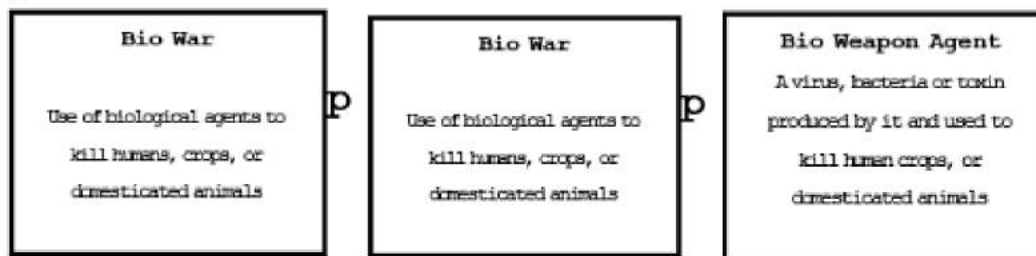 Bio War
Use of biological agents to
kill humans, crops, or
domesticated animals
p
Bio War
Use of biological agents to
kill humans, crops, or
domesticated animals
p
Bio Weapon Agent
A virus, bacteria or toxin
produced by it and used to
kill human crops, or
domesticated animals